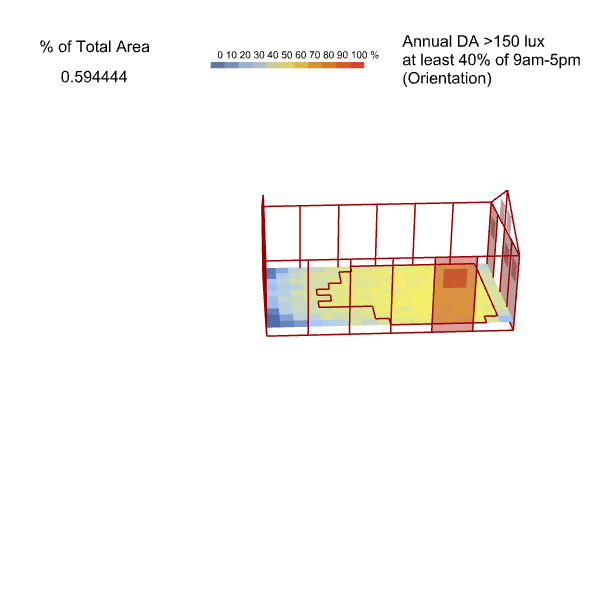 % of Total Area
0.594444
0 10 20 30 40 50 60 70 80 90 100 %
Annual DA >150 lux
at least 40% of 9am-5pm
(Orientation)